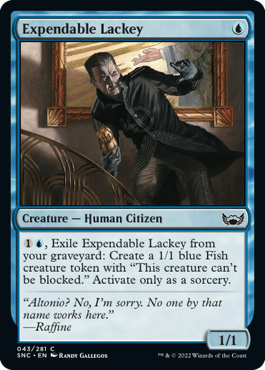 Expendable Lackey
Creature — Human Citizen
1, Exile Expendable Lackey from
your graveyard: Create a 1/1 blue Fish
creature token with “This creature can’t
be blocked.” Activate only as a sorcery.
“Altonio? No, I’m sorry. No one by that
name works here.”
—Raffine
1/1
043/281 C
SNC • EN Randy Gallegos
™ & © 2022 Wizards of the Coast